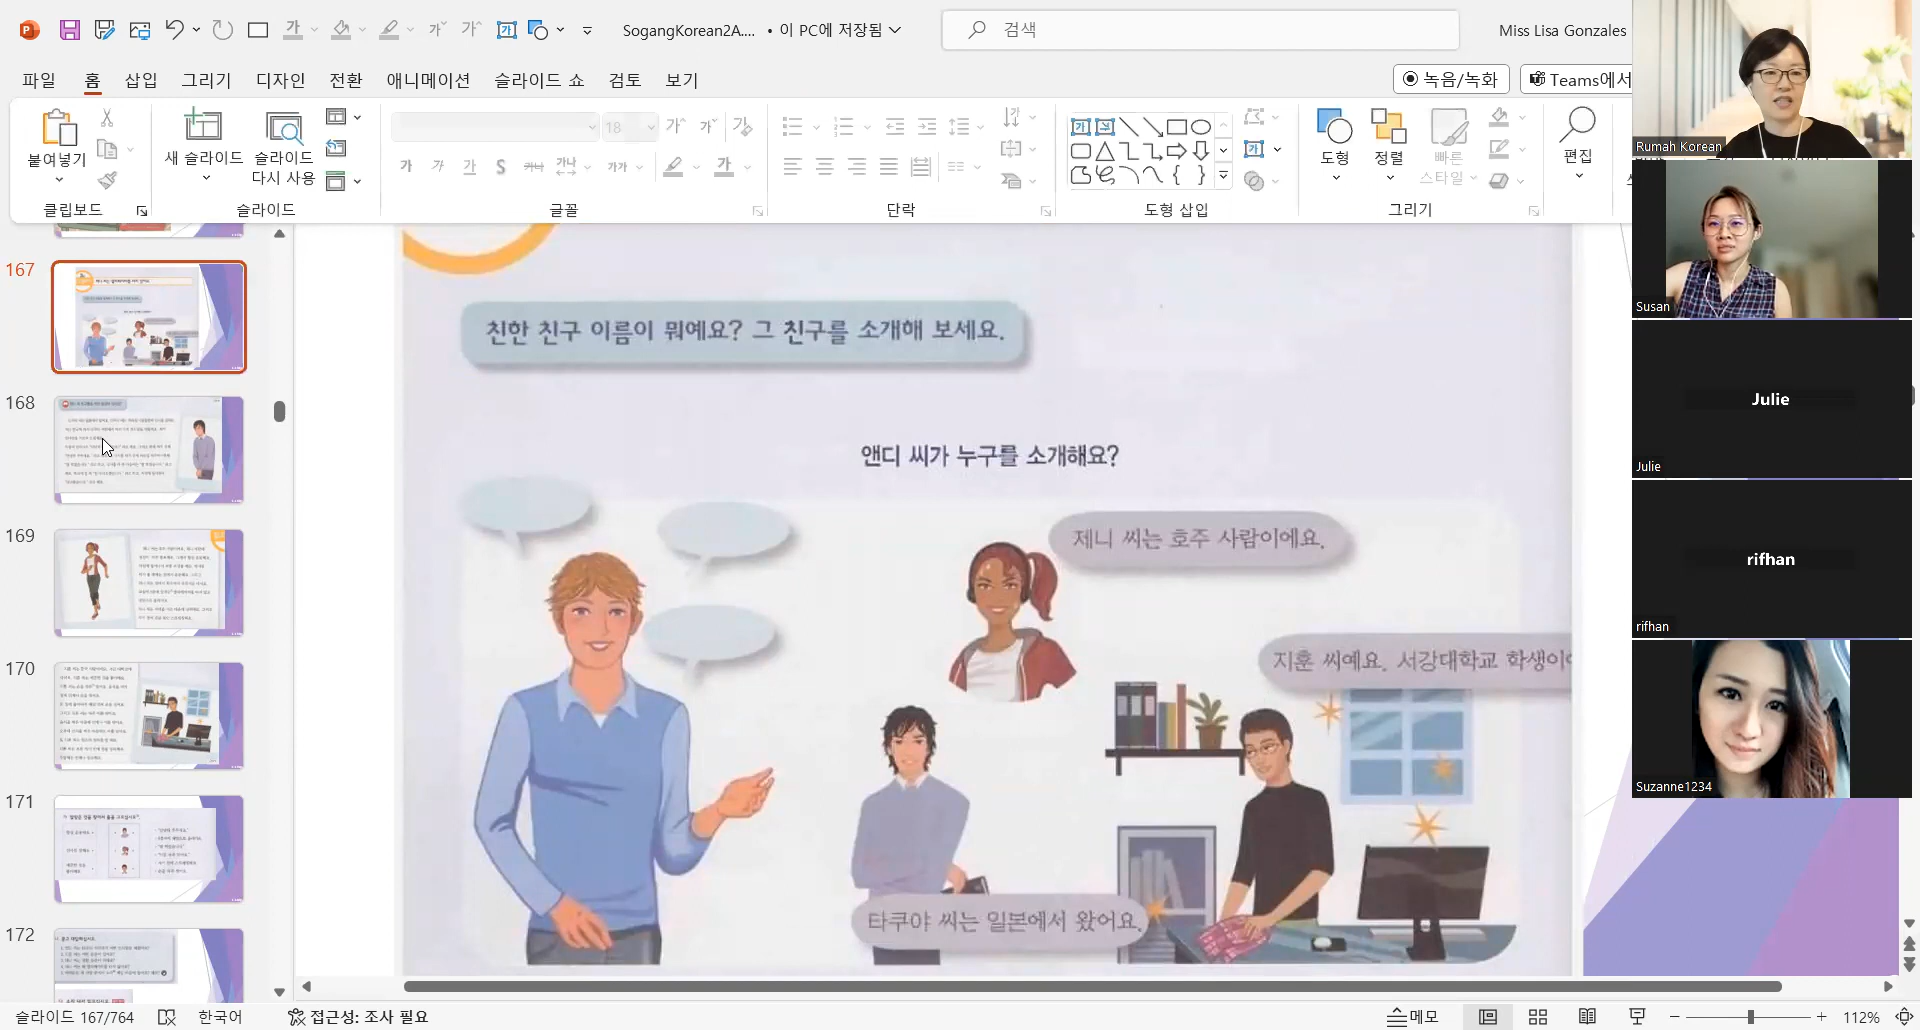 SogangKorean2A.... • 이 PC에 저장됨
검색
Miss Lisa Gonzales
파일 홈 삽입 그리기 디자인 전환 애니메이션 슬라이드 쇼 검토 보기
녹음/녹화
Teams에서
붙여넣기
새 슬라이드
슬라이드 다시 사용
18
도형
정렬
빠른 스타일
편집
클립보드
슬라이드
글꼴
단락
도형 삽입
그리기
167
168
169
170
171
172
친한 친구 이름이 뭐예요? 그 친구를 소개해 보세요.
앤디 씨가 누구를 소개해요?
제니 씨는 호주 사람이에요.
지훈 씨예요. 서강대학교 학생이
타쿠야 씨는 일본에서 왔어요.
Rumah Korean
Susan
Julie
Julie
rifhan
rifhan
Suzanne1234
슬라이드 167/764
한국어
접근성: 조사 필요
메모
112%